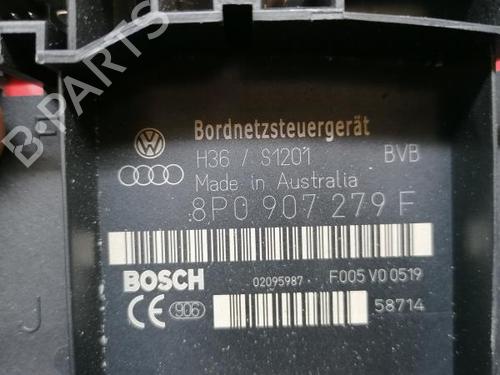 B-PARTS
Bordnetzsteuergerät
H36 / S1201 BVB
Made in Australia
8P0 907 279 F
BOSCH 02095987 F005 V0 0519
CE 906 58714
J